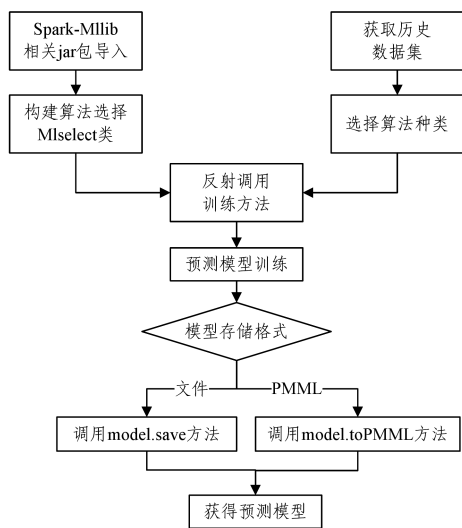 Spark-Mllib
相关jar包导入
获取历史
数据集
构建算法选择
Mlselect类
选择算法种类
反射调用
训练方法
预测模型训练
模型存储格式
文件
PMML
调用model.save方法
调用model.toPMML方法
获得预测模型